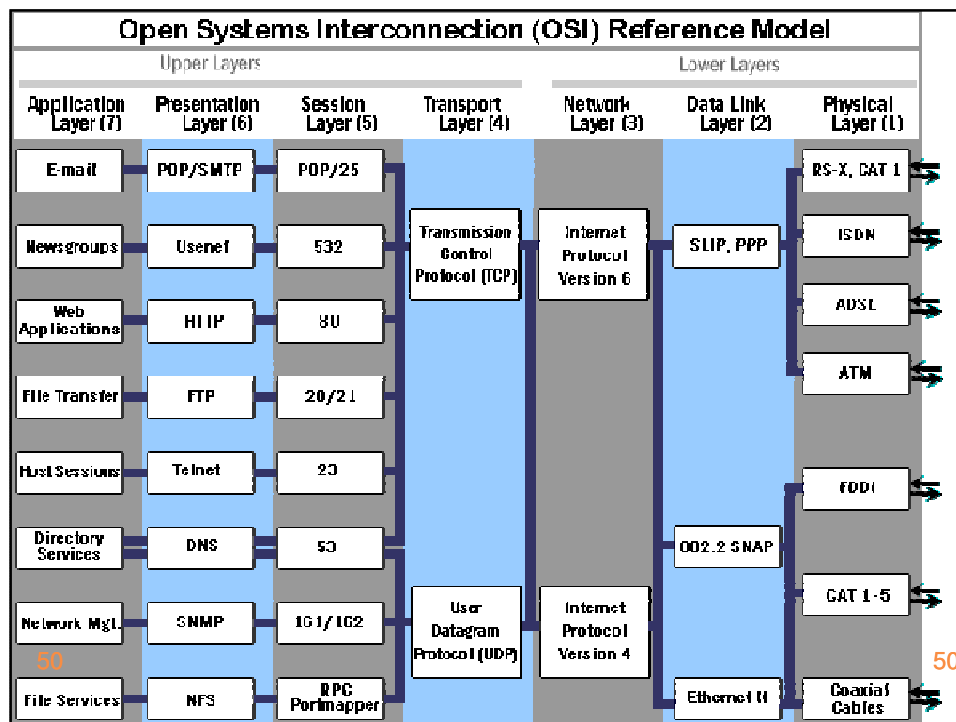 Open Systems Interconnection (OSI) Reference Model
Upper Layers
Lower Layers
Application
Layer (7)
Presentation
Layer (6)
Session
Layer (5)
Transport
Layer (4)
Network
Layer (3)
Data Link
Layer (2)
Physical
Layer (1)
E-mail
POP/SMTP
POP/25
RS-X, CAT 1
Newsgroups
Usenet
532
Transmission
Control
Protocol (TCP)
Internet
Protocol
Version 6
SLIP, PPP
ISDN
Web
Applications
HTTP
80
ADSL
File Transfer
FTP
20/21
ATM
Host Sessions
Telnet
23
FDDI
Directory
Services
DNS
53
802.2 SNAP
Network Mgt.
SNMP
161/162
User
Datagram
Protocol (UDP)
Internet
Protocol
Version 4
CAT 1-5
50
50
File Services
NFS
RPC
Portmapper
Ethernet II
Coaxial
Cables